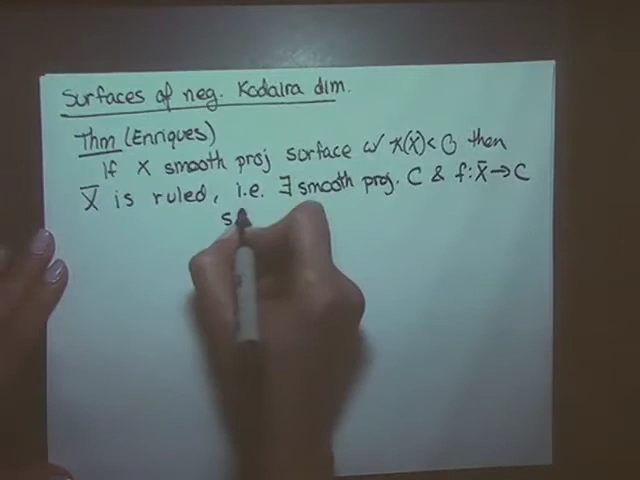 Surfaces of neg. Kodaira dim.
Thm (Enriques)
If X smooth proj surface w/ κ(X) < 0 then
X̄ is ruled, i.e. ∃ smooth proj. C & f: X̄ → C